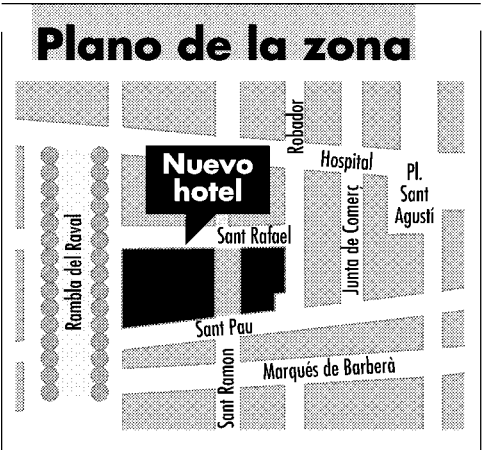 Plano de la zona
Robador
Hospital
Nuevo
hotel
Pl.
Sant
Agustí
Rambla del Raval
Sant Rafael
Junta de Comerç
Sant Pau
Sant Ramon
Marqués de Barberà